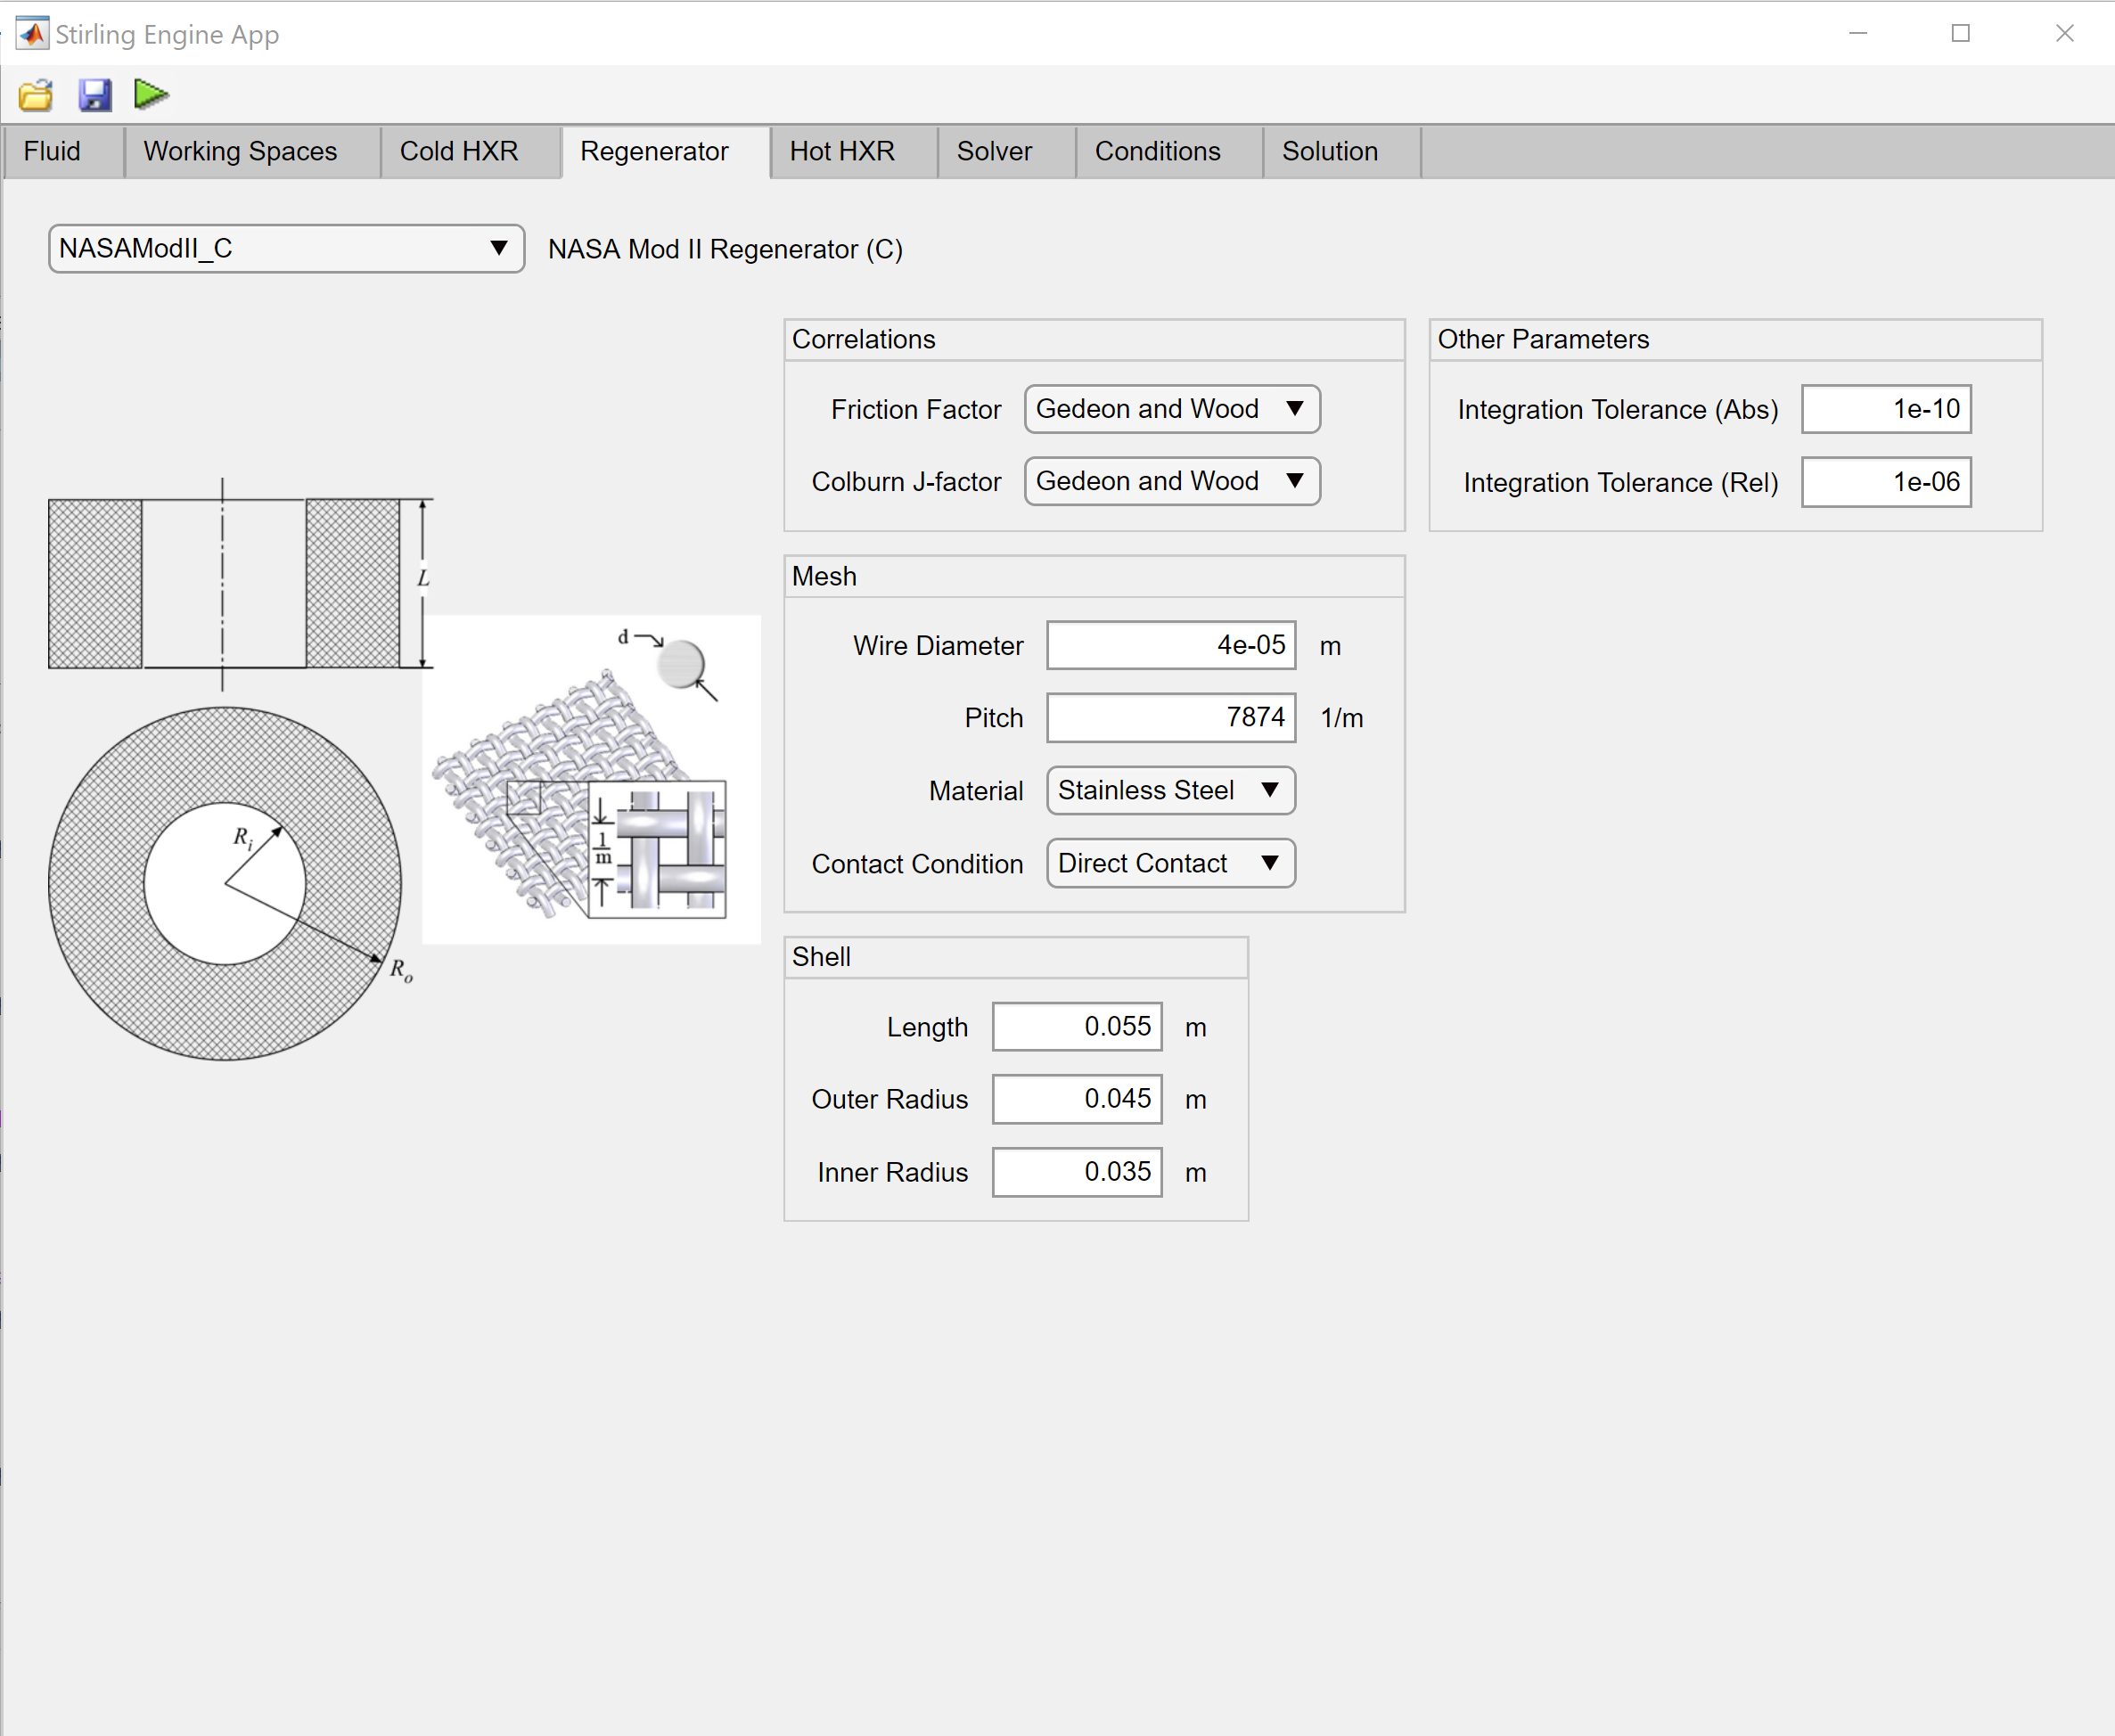 Stirling Engine App
Fluid Working Spaces Cold HXR Regenerator Hot HXR Solver Conditions Solution
NASAModII_C NASA Mod II Regenerator (C)
Correlations
Friction Factor Gedeon and Wood
Colburn J-factor Gedeon and Wood
Other Parameters
Integration Tolerance (Abs) 1e-10
Integration Tolerance (Rel) 1e-06
L
d
1
m
R_i
R_o
Mesh
Wire Diameter 4e-05 m
Pitch 7874 1/m
Material Stainless Steel
Contact Condition Direct Contact
Shell
Length 0.055 m
Outer Radius 0.045 m
Inner Radius 0.035 m